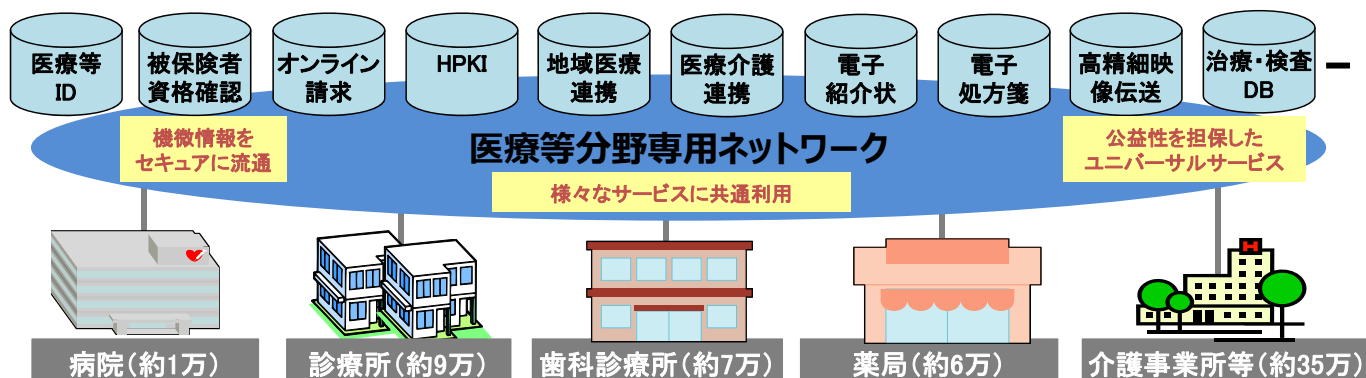 医療等
ID
被保険者
資格確認
オンライン
請求
HPKI
地域医療
連携
医療介護
連携
電子
紹介状
電子
処方箋
高精細映
像伝送
治療・検査
DB
機微情報を
セキュアに流通
医療等分野専用ネットワーク
公益性を担保した
ユニバーサルサービス
様々なサービスに共通利用
H
病院(約1万)
診療所(約9万)
歯科診療所(約7万)
薬局(約6万)
介護事業所等(約35万)